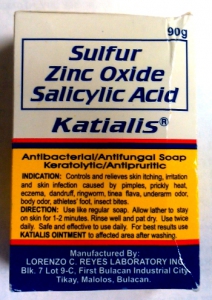 90g
Sulfur
Zinc Oxide
Salicylic Acid
Katialis®
Antibacterial/Antifungal Soap
Keratolytic/Antipruritic
INDICATION: Controls and relieves skin itching, irritation
and skin infection caused by pimples, prickly heat,
eczema, dandruff, ringworm, tinea flava, underarm odor,
body odor, athletes' foot, insect bites.
DIRECTION: Use like regular soap. Allow lather to stay
on skin for 1-2 minutes. Rinse well and pat dry. Use twice
daily. Safe and effective to use daily. For best results use
KATIALIS OINTMENT to affected area after washing.
Manufactured By:
LORENZO C. REYES LABORATORY INC.
Blk. 7 Lot 9-C, First Bulacan Industrial City
Tikay, Malolos, Bulacan.